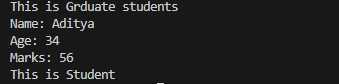 This is Grduate students
Name: Aditya
Age: 34
Marks: 56
This is Student